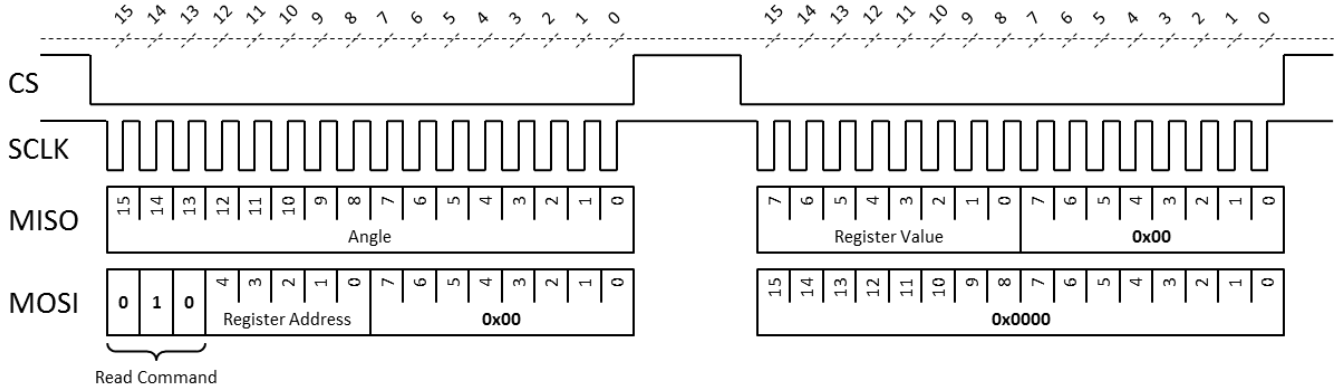 15 14 13 12 11 10 9 8 7 6 5 4 3 2 1 0 15 14 13 12 11 10 9 8 7 6 5 4 3 2 1 0
CS
SCLK
MISO 15 14 13 12 11 10 9 8 7 6 5 4 3 2 1 0 7 6 5 4 3 2 1 0 7 6 5 4 3 2 1 0
Angle Register Value 0x00
MOSI 0 1 0 4 3 2 1 0 7 6 5 4 3 2 1 0 15 14 13 12 11 10 9 8 7 6 5 4 3 2 1 0
Register Address 0x00 0x0000
Read Command